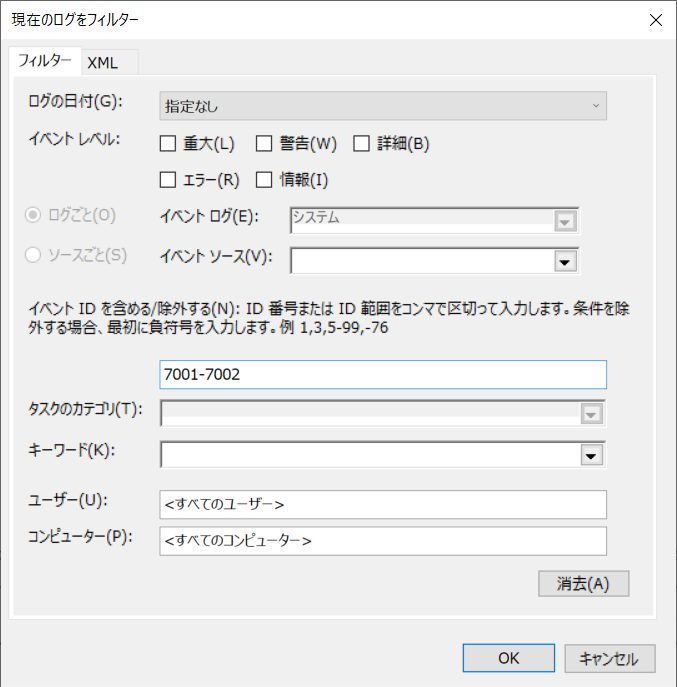 現在のログをフィルター
フィルター XML
ログの日付(G): 指定なし
イベント レベル: 重大(L) 警告(W) 詳細(B)
エラー(R) 情報(I)
ログごと(O) イベント ログ(E): システム
ソースごと(S) イベント ソース(V):
イベント ID を含める/除外する(N): ID 番号または ID 範囲をコンマで区切って入力します。条件を除
外する場合、最初に負符号を入力します。例 1,3,5-99,-76
7001-7002
タスクのカテゴリ(T):
キーワード(K):
ユーザー(U): <すべてのユーザー>
コンピューター(P): <すべてのコンピューター>
消去(A)
OK キャンセル